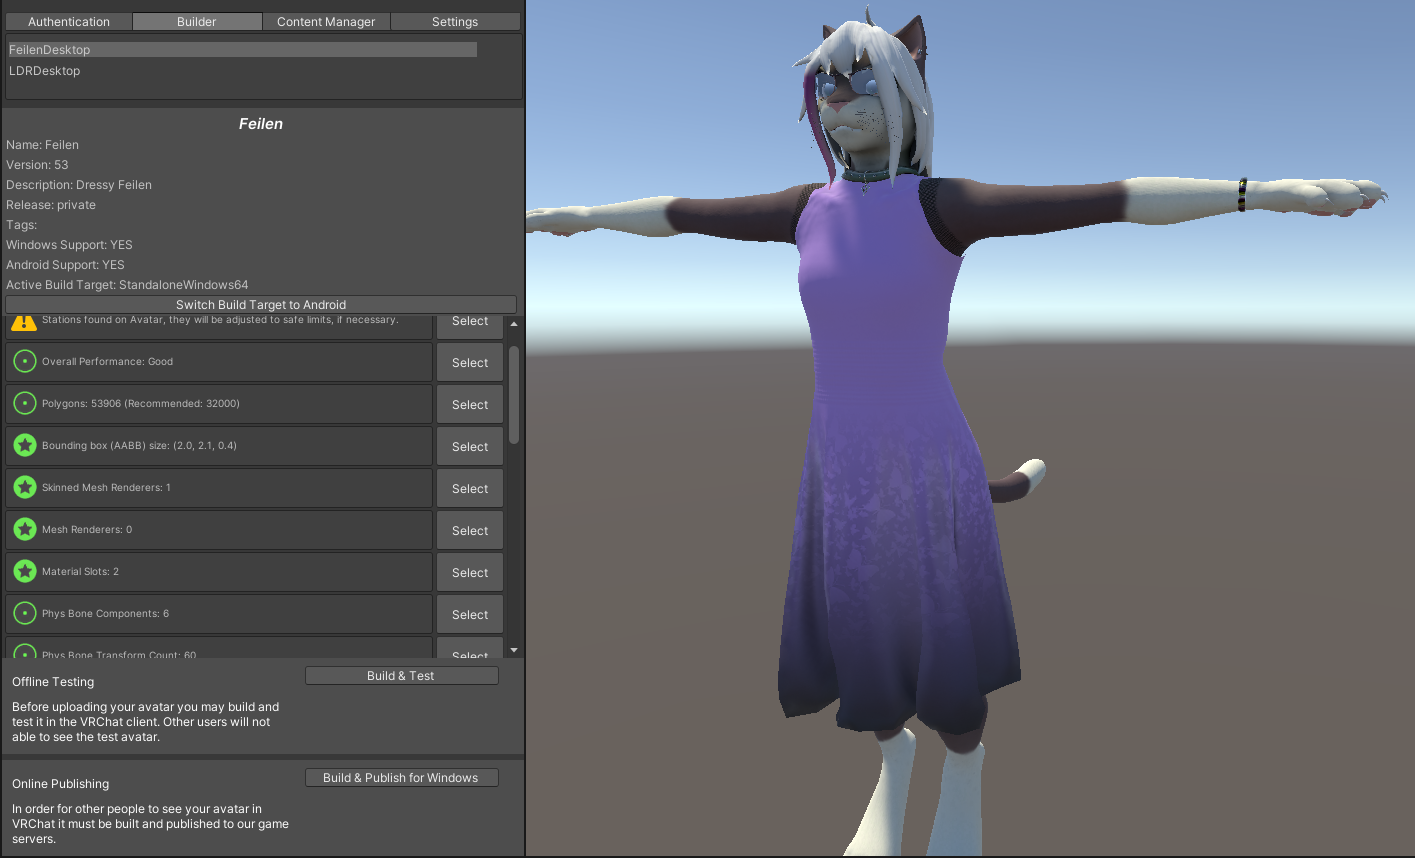 Authentication Builder Content Manager Settings
FeilenDesktop
LDRDesktop
Feilen
Name: Feilen
Version: 53
Description: Dressy Feilen
Release: private
Tags:
Windows Support: YES
Android Support: YES
Active Build Target: StandaloneWindows64
Switch Build Target to Android
Stations found on Avatar, they will be adjusted to safe limits, if necessary. Select
Overall Performance: Good Select
Polygons: 53906 (Recommended: 32000) Select
Bounding box (AABB) size: (2.0, 2.1, 0.4) Select
Skinned Mesh Renderers: 1 Select
Mesh Renderers: 0 Select
Material Slots: 2 Select
Phys Bone Components: 6 Select
Phys Bone Transform Count: 60 Select
Offline Testing
Build & Test
Before uploading your avatar you may build and
test it in the VRChat client. Other users will not
able to see the test avatar.
Online Publishing
Build & Publish for Windows
In order for other people to see your avatar in
VRChat it must be built and published to our game
servers.